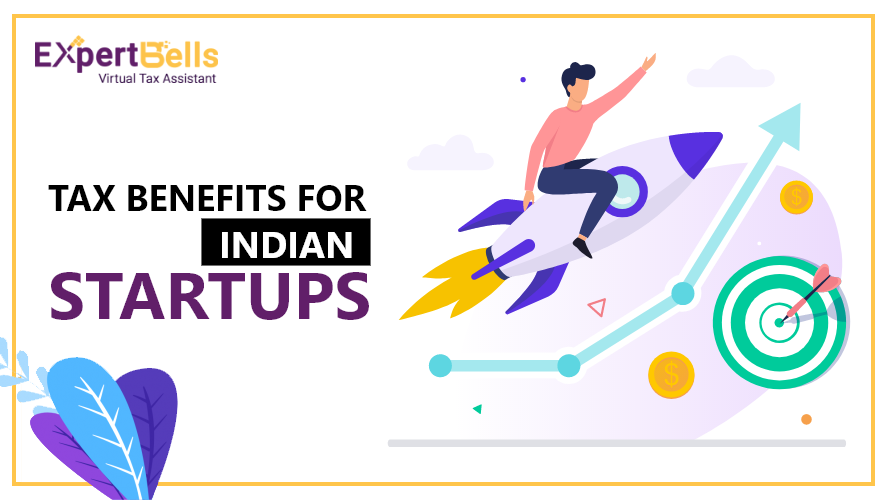 ExpertBells
Virtual Tax Assistant
TAX BENEFITS FOR
INDIAN
STARTUPS
$
$